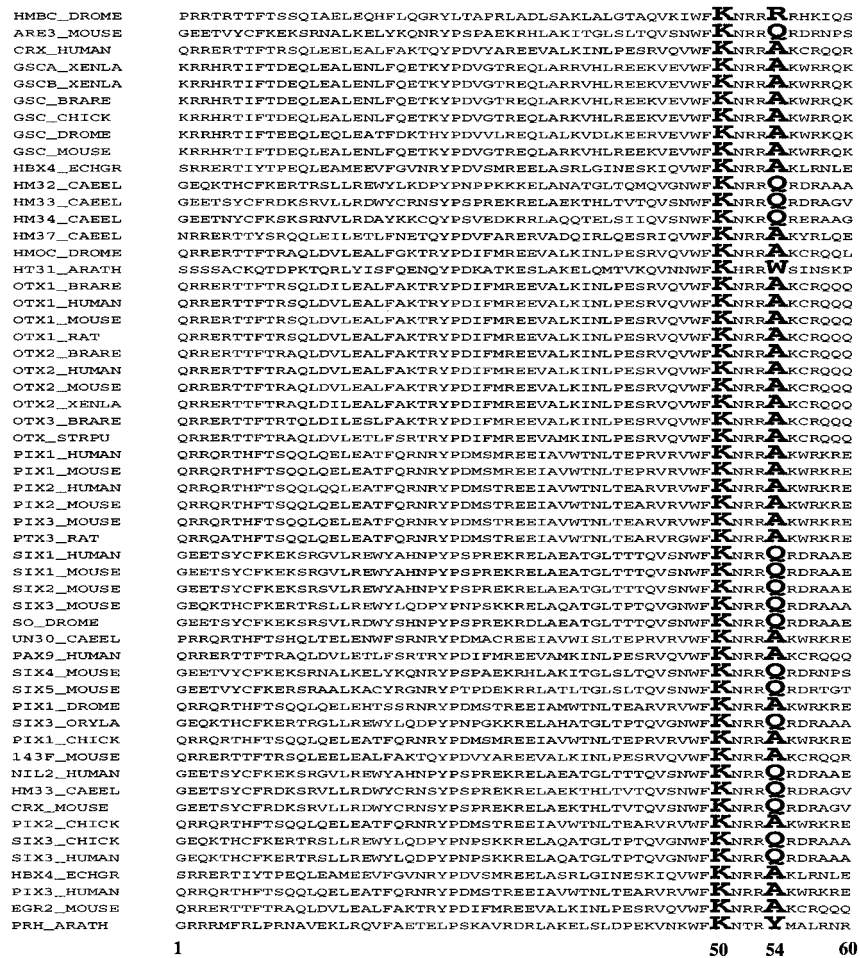 HMBC_DROME PRRTRTTFTSSQIAELEQHFLQGRYLTAPRLADLSAKLALGTAQVKIWFKNRRRRHKIQS
ARE3_MOUSE GEETVYCFKEKSRNALKELYKQNRYPSPAEKRHLAKITGLSLTQVSNWFKNRRQRDRNPS
CRX_HUMAN QRRERTTFTRSQLEELEALFAKTQYPDVYAREEVALKINLPESRVQVWFKNRRAKCRQQR
GSCA_XENLA KRRHRTIFTDEQLEALENLFQETKYPDVGTREQLARRVHLREEKVEVWFKNRRAKWRRQK
GSCB_XENLA KRRHRTIFTDEQLEALENLFQETKYPDVGTREQLARRVHLREEKVEVWFKNRRAKWRRQK
GSC_BRARE KRRHRTIFTDEQLEALENLFQETKYPDVGTREQLARKVHLREEKVEVWFKNRRAKWRRQK
GSC_CHICK KRRHRTIFTDEQLEALENLFQETKYPDVGTREQLARRVHLREEKVEVWFKNRRAKWRRQK
GSC_DROME KRRHRTIFTEEQLEQLEATFDKTHYPDVVLREQLALKVDLKEERVEVWFKNRRAKWRKQK
GSC_MOUSE KRRHRTIFTDEQLEALENLFQETKYPDVGTREQLARKVHLREEKVEVWFKNRRAKWRRQK
HBX4_ECHGR SRRERTIYTPEQLEAMEEVFGVNRYPDVSMREELASRLGINESKIQVWFKNRRAKLRNLE
HM32_CAEEL GEQKTHCFKERTRSLLREWYLKDPYPNPPKKKELANATGLTQMQVGNWFKNRRQRDRAAA
HM33_CAEEL GEETSYCFRDKSRVLLRDWYCRNSYPSPREKRELAEKTHLTVTQVSNWFKNRRQRDRAGV
HM34_CAEEL GEETNYCFKSKSRNVLRDAYKKCQYPSVEDKRRLAQQTELSIIQVSNWFKNKRQRERAAG
HM37_CAEEL NRRERTTYSRQQLEILETLFNETQYPDVFARERVADQIRLQESRIQVWFKNRRAKYRLQE
HMOC_DROME QRRERTTFTRAQLDVLEALFGKTRYPDIFMREEVALKINLPESRVQVWFKNRRAKCRQQL
HT31_ARATH SSSSACKQTDPKTQRLYISFQENQYPDKATKESLAKELQMTVKQVNNWFKHRRWSINSKP
OTX1_BRARE QRRERTTFTRSQLDILEALFAKTRYPDIFMREEVALKINLPESRVQVWFKNRRAKCRQQQ
OTX1_HUMAN QRRERTTFTRSQLDVLEALFAKTRYPDIFMREEVALKINLPESRVQVWFKNRRAKCRQQQ
OTX1_MOUSE QRRERTTFTRSQLDVLEALFAKTRYPDIFMREEVALKINLPESRVQVWFKNRRAKCRQQQ
OTX1_RAT QRRERTTFTRSQLDVLEALFAKTRYPDIFMREEVALKINLPESRVQVWFKNRRAKCRQQQ
OTX2_BRARE QRRERTTFTRAQLDVLEALFAKTRYPDIFMREEVALKINLPESRVQVWFKNRRAKCRQQQ
OTX2_HUMAN QRRERTTFTRAQLDVLEALFAKTRYPDIFMREEVALKINLPESRVQVWFKNRRAKCRQQQ
OTX2_MOUSE QRRERTTFTRAQLDVLEALFAKTRYPDIFMREEVALKINLPESRVQVWFKNRRAKCRQQQ
OTX2_XENLA QRRERTTFTRAQLDILEALFAKTRYPDIFMREEVALKINLPESRVQVWFKNRRAKCRQQQ
OTX3_BRARE QRRERTTFTRTQLDILESLFAKTRYPDIFMREEVALKINLPESRVQVWFKNRRAKCRQQQ
OTX_STRPU QRRERTTFTRAQLDVLETLFSRTRYPDIFMREEVAMKINLPESRVQVWFKNRRAKCRQQQ
PIX1_HUMAN QRRQRTHFTSQQLQELEATFQRNRYPDMSMREEIAVWTNLTEPRVRVWFKNRRAKWRKRE
PIX1_MOUSE QRRQRTHFTSQQLQELEATFQRNRYPDMSMREEIAVWTNLTEPRVRVWFKNRRAKWRKRE
PIX2_HUMAN QRRQRTHFTSQQLQQLEATFQRNRYPDMSTREEIAVWTNLTEARVRVWFKNRRAKWRKRE
PIX2_MOUSE QRRQRTHFTSQQLQELEATFQRNRYPDMSTREEIAVWTNLTEARVRVWFKNRRAKWRKRE
PIX3_MOUSE QRRQRTHFTSQQLQELEATFQRNRYPDMSTREEIAVWTNLTEARVRVWFKNRRAKWRKRE
PTX3_RAT QRRQATHFTSQQLQELEATFQRNRYPDMSTREEIAVWTNLTEARVRGWFKNRRAKWRKRE
SIX1_HUMAN GEETSYCFKEKSRGVLREWYAHNPYPSPREKRELAEATGLTTTQVSNWFKNRRQRDRAAE
SIX1_MOUSE GEETSYCFKEKSRGVLREWYAHNPYPSPREKRELAEATGLTTTQVSNWFKNRRQRDRAAE
SIX2_MOUSE GEETSYCFKEKSRSVLREWYAHNPYPSPREKRELAEATGLTTTQVSNWFKNRRQRDRAAE
SIX3_MOUSE GEQKTHCFKERTRSLLREWYLQDPYPNPSKKRELAQATGLTPTQVGNWFKNRRQRDRAAA
SO_DROME GEETSYCFKEKSRSVLRDWYSHNPYPSPREKRDLAEATGLTTTQVSNWFKNRRQRDRAAE
UN30_CAEEL PRRQRTHFTSHQLTELENWFSRNRYPDMACREEIAVWISLTEPRVRVWFKNRRAKWRKRE
PAX9_HUMAN QRRERTTFTRAQLDVLETLFSRTRYPDIFMREEVAMKINLPESRVQVWFKNRRAKCRQQQ
SIX4_MOUSE GEETVYCFKEKSRNALKELYKQNRYPSPAEKRHLAKITGLSLTQVSNWFKNRRQRDRNPS
SIX5_MOUSE GEETVYCFKERSRAALKACYRGNRYPTPDEKRRLATLTGLSLTQVSNWFKNRRQRDRTGT
PIX1_DROME QRRQRTHFTSQQLQELEHTSSRNRYPDMSTREEIAMWTNLTEARVRVWFKNRRAKWRKRE
SIX3_ORYLA GEQKTHCFKERTRGLLREWYLQDPYPNPGKKRELAHATGLTPTQVGNWFKNRRQRDRAAA
PIX1_CHICK QRRQRTHFTSQQLQELEATFQRNRYPDMSMREEIAVWTNLTEPRVRVWFKNRRAKWRKRE
143F_MOUSE QRRERTTFTRSQLEELEALFAKTQYPDVYAREEVALKINLPESRVQVWFKNRRAKCRQQR
NIL2_HUMAN GEETSYCFKEKSRGVLREWYAHNPYPSPREKRELAEATGLTTTQVSNWFKNRRQRDRAAE
HM33_CAEEL GEETSYCFRDKSRVLLRDWYCRNSYPSPREKRELAEKTHLTVTQVSNWFKNRRQRDRAGV
CRX_MOUSE GEETSYCFRDKSRVLLRDWYCRNSYPSPREKRELAEKTHLTVTQVSNWFKNRRQRDRAGV
PIX2_CHICK QRRQRTHFTSQQLQELEATFQRNRYPDMSTREEIAVWTNLTEARVRVWFKNRRAKWRKRE
SIX3_CHICK GEQKTHCFKERTRSLLREWYLQDPYPNPSKKRELAQATGLTPTQVGNWFKNRRQRDRAAA
SIX3_HUMAN GEQKTHCFKERTRSLLREWYLQDPYPNPSKKRELAQATGLTPTQVGNWFKNRRQRDRAAA
HBX4_ECHGR SRRERTIYTPEQLEAMEEVFGVNRYPDVSMREELASRLGINESKIQVWFKNRRAKLRNLE
PIX3_HUMAN QRRQRTHFTSQQLQELEATFQRNRYPDMSTREEIAVWTNLTEARVRVWFKNRRAKWRKRE
EGR2_MOUSE QRRERTTFTRAQLDVLEALFAKTRYPDIFMREEVALKINLPESRVQVWFKNRRAKCRQQQ
PRH_ARATH GRRRMFRLPRNAVEKLRQVFAETELPSKAVRDRLAKELSLDPEKVNKWFKNTRYMALRNR
1 50 54 60